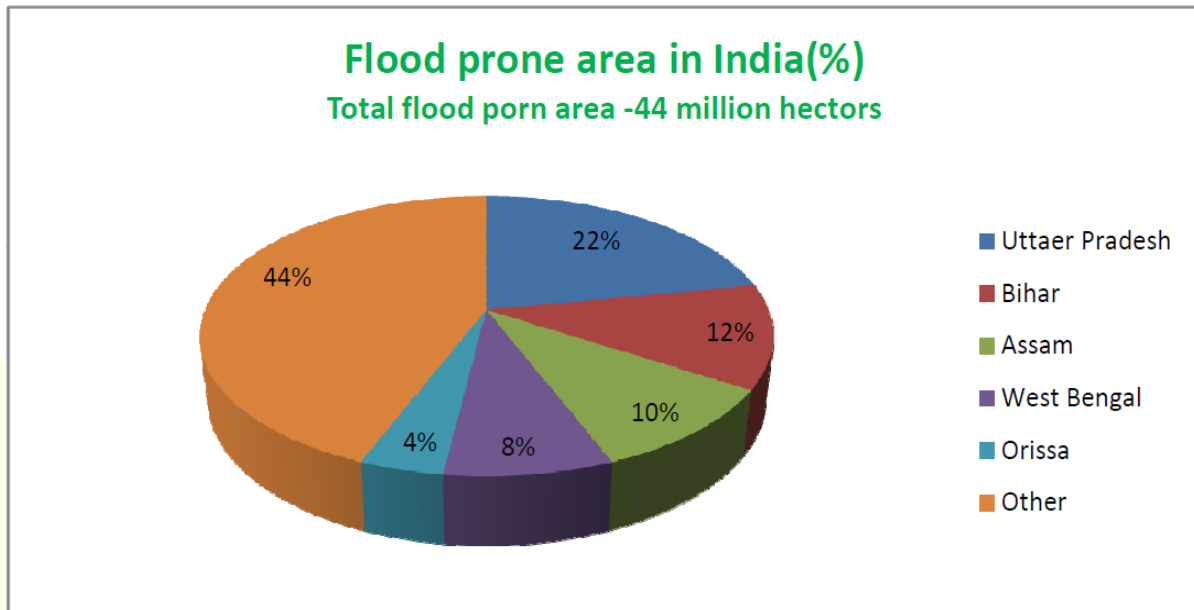 Flood prone area in India(%)
Total flood porn area -44 million hectors
22%
12%
10%
8%
4%
44%
Uttaer Pradesh
Bihar
Assam
West Bengal
Orissa
Other